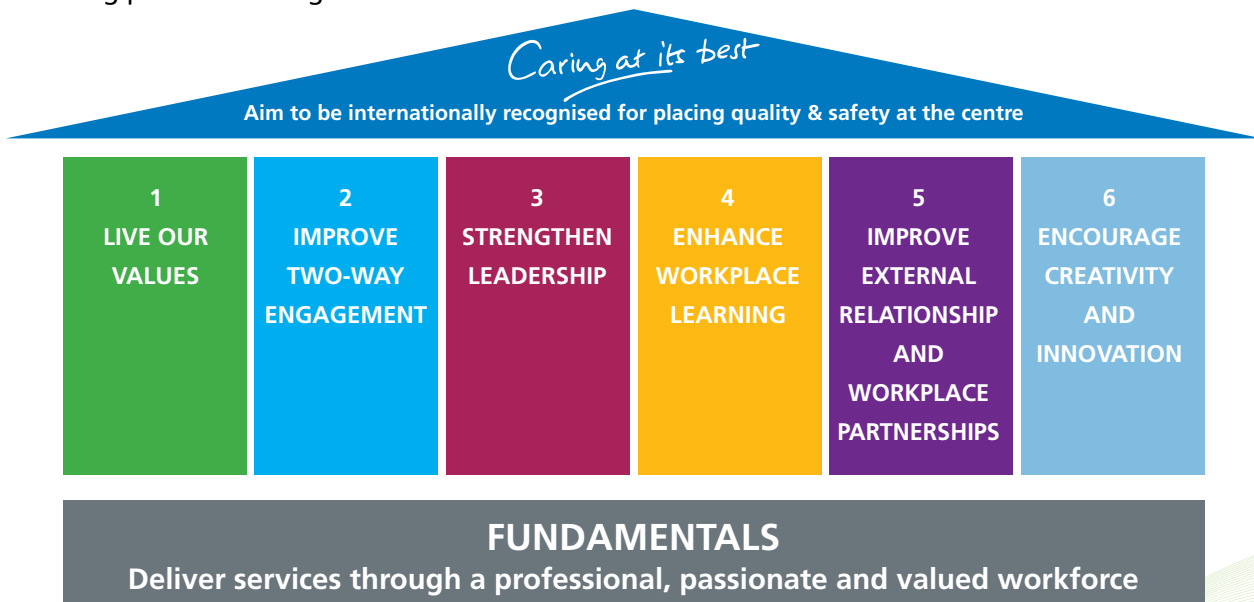 Caring at its best
Aim to be internationally recognised for placing quality & safety at the centre
1
LIVE OUR
VALUES
2
IMPROVE
TWO-WAY
ENGAGEMENT
3
STRENGTHEN
LEADERSHIP
4
ENHANCE
WORKPLACE
LEARNING
5
IMPROVE
EXTERNAL
RELATIONSHIP
AND
WORKPLACE
PARTNERSHIPS
6
ENCOURAGE
CREATIVITY
AND
INNOVATION
FUNDAMENTALS
Deliver services through a professional, passionate and valued workforce